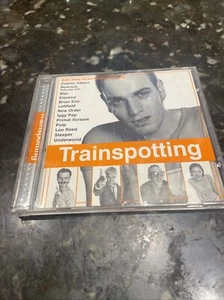 Damon Albarn
Bedrock
Blur
Elastica
Brian Eno
Leftfield
New Order
Iggy Pop
Primal Scream
Pulp
Lou Reed
Sleeper
Underworld
Trainspotting
Trainspotting